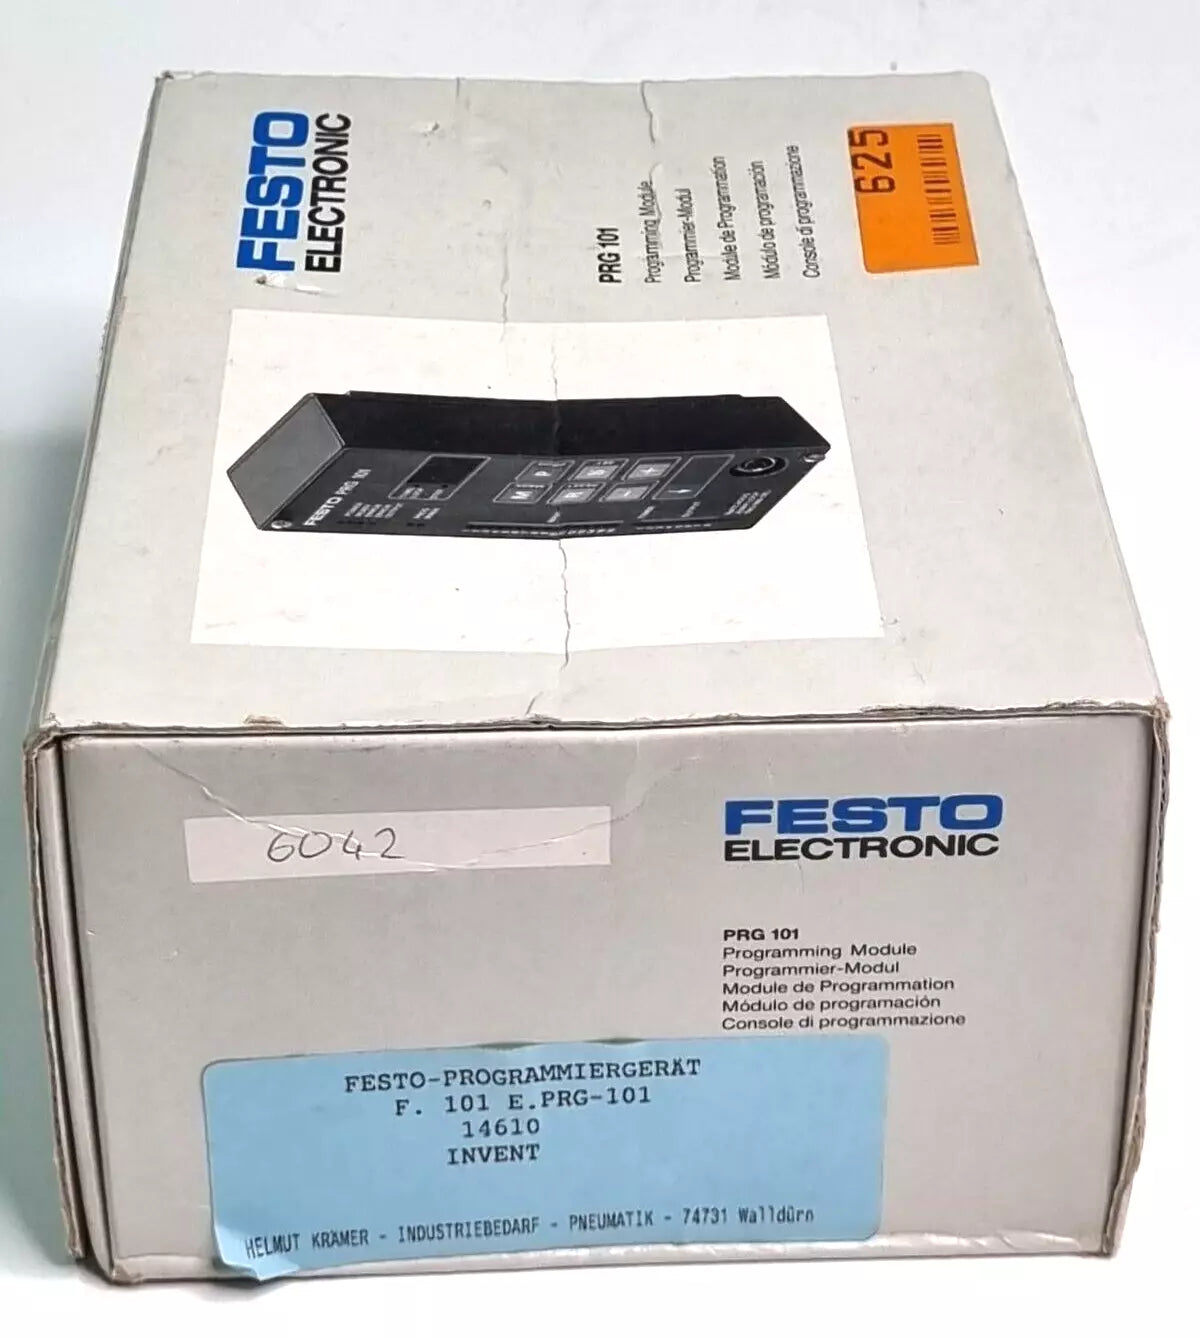 FESTO
ELECTRONIC
PRG 101
Programming Module
Programmier-Modul
Module de Programmation
Módulo de programación
Console di programmazione
625
FESTO PRG 101
P
M
R
6042
FESTO
ELECTRONIC
PRG 101
Programming Module
Programmier-Modul
Module de Programmation
Módulo de programación
Console di programmazione
FESTO-PROGRAMMIERGERÄT
F. 101 E.PRG-101
14610
INVENT
HELMUT KRÄMER - INDUSTRIEBEDARF - PNEUMATIK - 74731 Walldürn